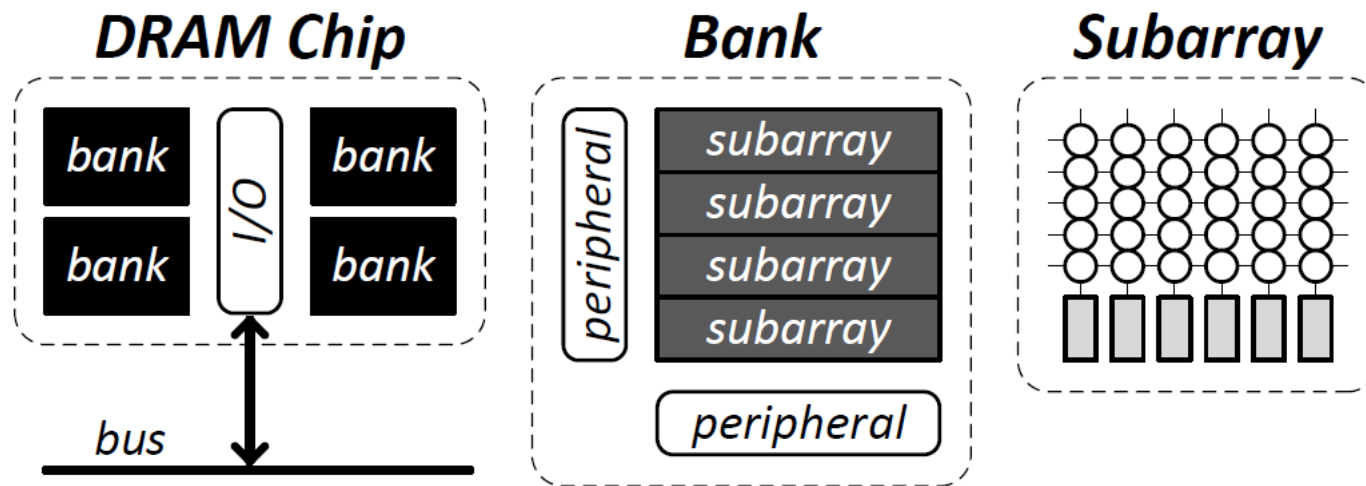 DRAM Chip
bank
bank
I/O
bank
bank
bus
Bank
peripheral
subarray
subarray
subarray
subarray
peripheral
Subarray